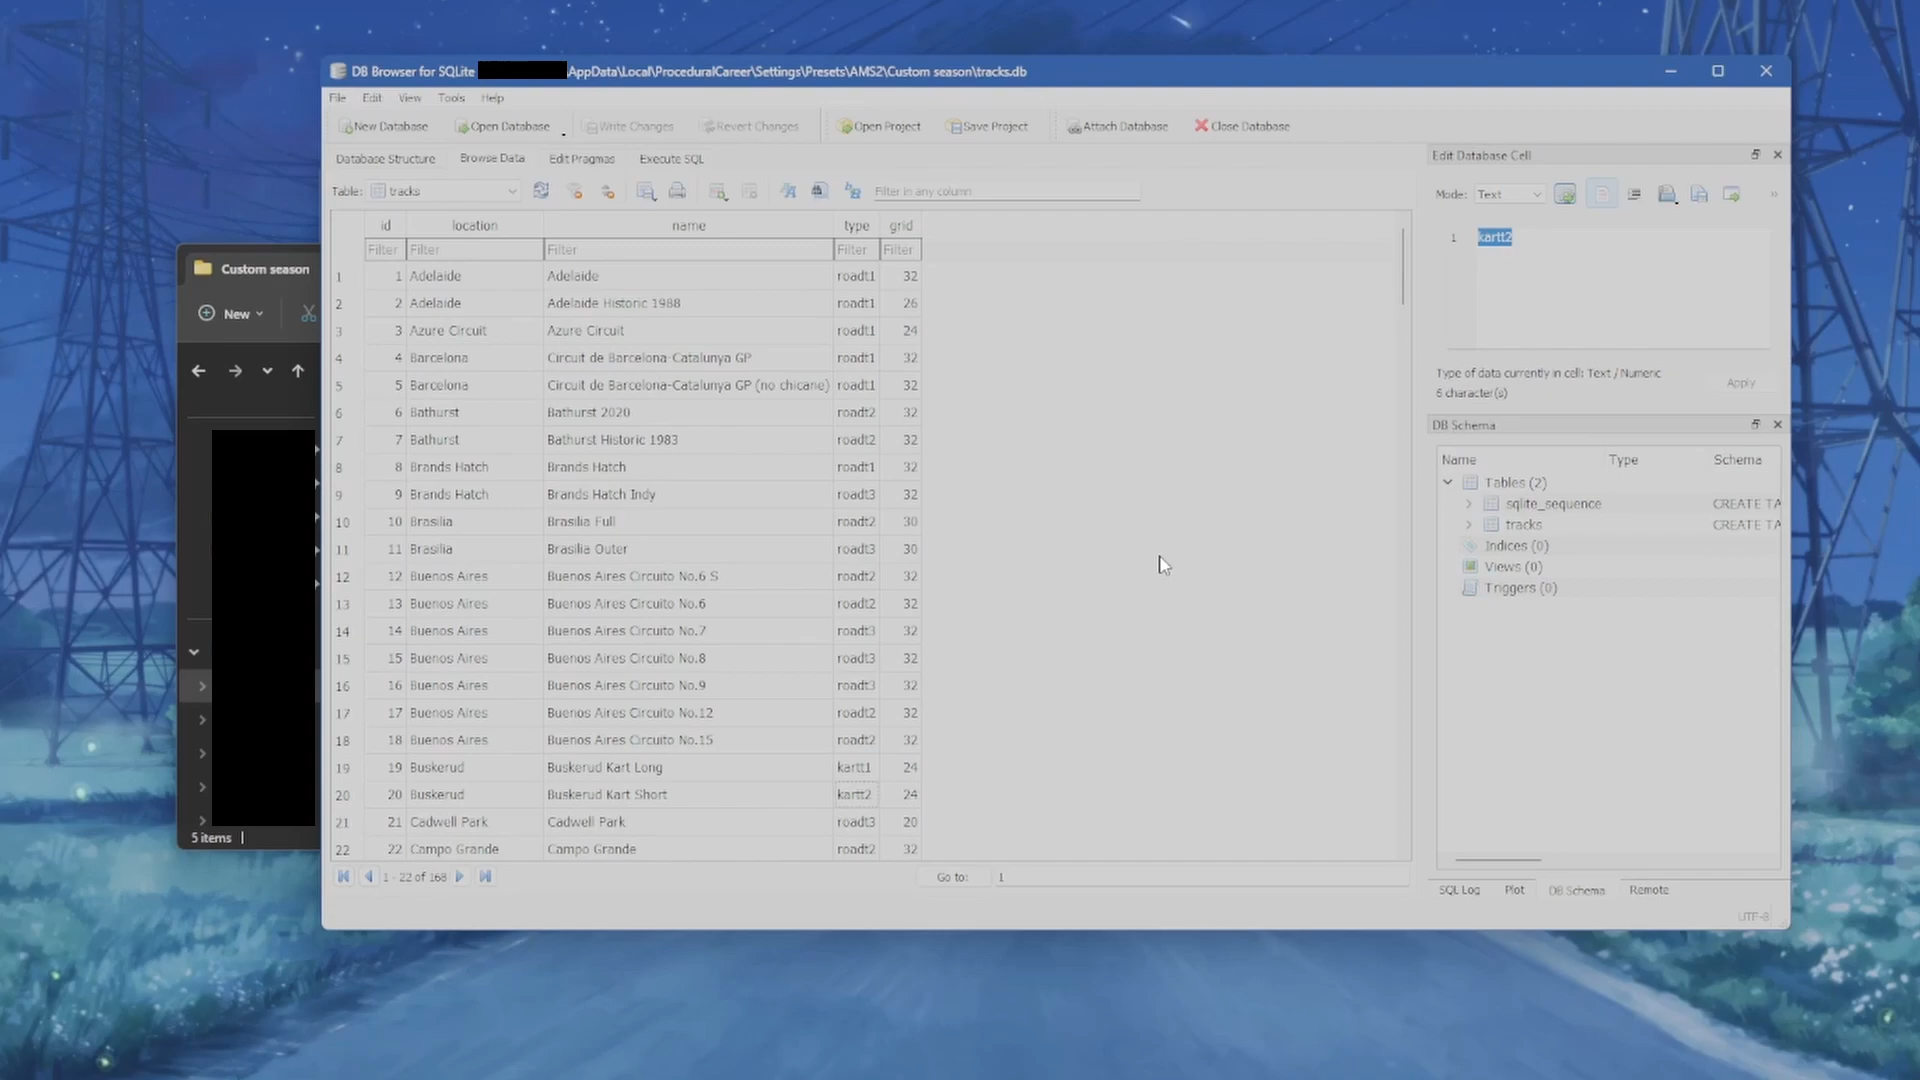 DB Browser for SQLite \AppData\Local\ProceduralCareer\Settings\Presets\AMS2\Custom season\tracks.db
File Edit View Tools Help
New Database Open Database Write Changes Revert Changes Open Project Save Project Attach Database Close Database
Database Structure Browse Data Edit Pragmas Execute SQL
Table: tracks Filter in any column
id location name type grid
Filter Filter Filter Filter Filter
1 1 Adelaide Adelaide roadt1 32
2 2 Adelaide Adelaide Historic 1988 roadt1 26
3 3 Azure Circuit Azure Circuit roadt1 24
4 4 Barcelona Circuit de Barcelona-Catalunya GP roadt1 32
5 5 Barcelona Circuit de Barcelona-Catalunya GP (no chicane) roadt1 32
6 6 Bathurst Bathurst 2020 roadt2 32
7 7 Bathurst Bathurst Historic 1983 roadt2 32
8 8 Brands Hatch Brands Hatch roadt1 32
9 9 Brands Hatch Brands Hatch Indy roadt3 32
10 10 Brasilia Brasilia Full roadt2 30
11 11 Brasilia Brasilia Outer roadt3 30
12 12 Buenos Aires Buenos Aires Circuito No.6 S roadt2 32
13 13 Buenos Aires Buenos Aires Circuito No.6 roadt2 32
14 14 Buenos Aires Buenos Aires Circuito No.7 roadt3 32
15 15 Buenos Aires Buenos Aires Circuito No.8 roadt3 32
16 16 Buenos Aires Buenos Aires Circuito No.9 roadt3 32
17 17 Buenos Aires Buenos Aires Circuito No.12 roadt2 32
18 18 Buenos Aires Buenos Aires Circuito No.15 roadt2 32
19 19 Buskerud Buskerud Kart Long kartt1 24
20 20 Buskerud Buskerud Kart Short kartt2 24
21 21 Cadwell Park Cadwell Park roadt3 20
22 22 Campo Grande Campo Grande roadt2 32
1 - 22 of 168 Go to: 1
Edit Database Cell
Mode: Text
1 kartt2
Type of data currently in cell: Text / Numeric
6 character(s)
Apply
DB Schema
Name Type Schema
Tables (2)
sqlite_sequence CREATE TA
tracks CREATE TA
Indices (0)
Views (0)
Triggers (0)
SQL Log Plot DB Schema Remote
UTF-8
Custom season
New
5 items